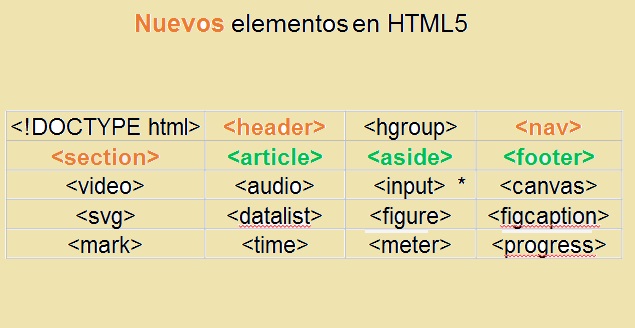 Nuevos elementos en HTML5
<!DOCTYPE html> <header> <hgroup> <nav>
<section> <article> <aside> <footer>
<video> <audio> <input> * <canvas>
<svg> <datalist> <figure> <figcaption>
<mark> <time> <meter> <progress>